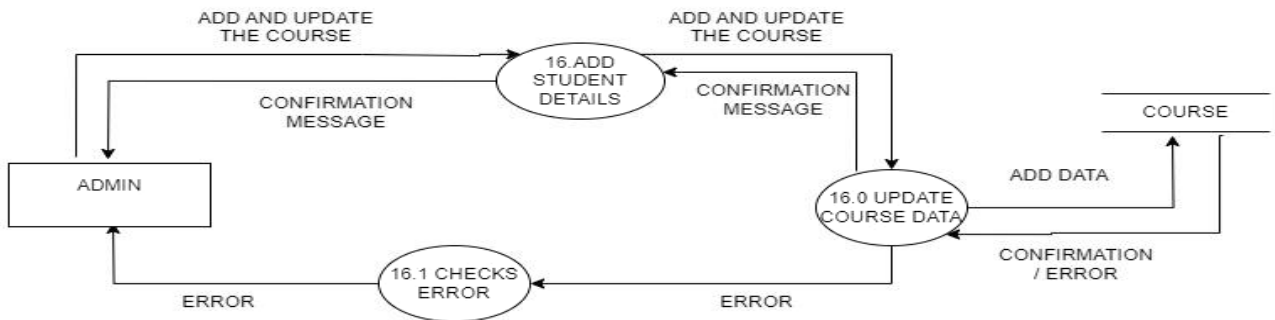 ADD AND UPDATE
THE COURSE
ADD AND UPDATE
THE COURSE
16.ADD
STUDENT
DETAILS
CONFIRMATION
MESSAGE
CONFIRMATION
MESSAGE
COURSE
ADMIN
ADD DATA
16.0 UPDATE
COURSE DATA
CONFIRMATION
/ ERROR
16.1 CHECKS
ERROR
ERROR
ERROR